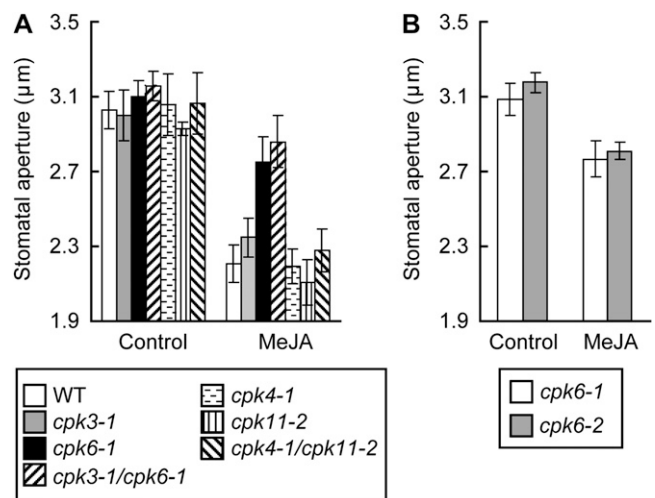 A
Stomatal aperture (µm)
3.5
3.1
2.7
2.3
1.9
Control
MeJA
WT
cpk3-1
cpk6-1
cpk3-1/cpk6-1
cpk4-1
cpk11-2
cpk4-1/cpk11-2
B
Stomatal aperture (µm)
3.5
3.1
2.7
2.3
1.9
Control
MeJA
cpk6-1
cpk6-2